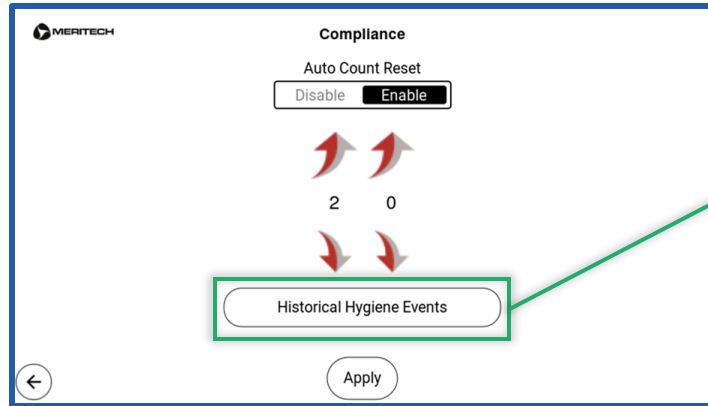 MERITECH
Compliance
Auto Count Reset
Disable Enable
2 0
Historical Hygiene Events
Apply